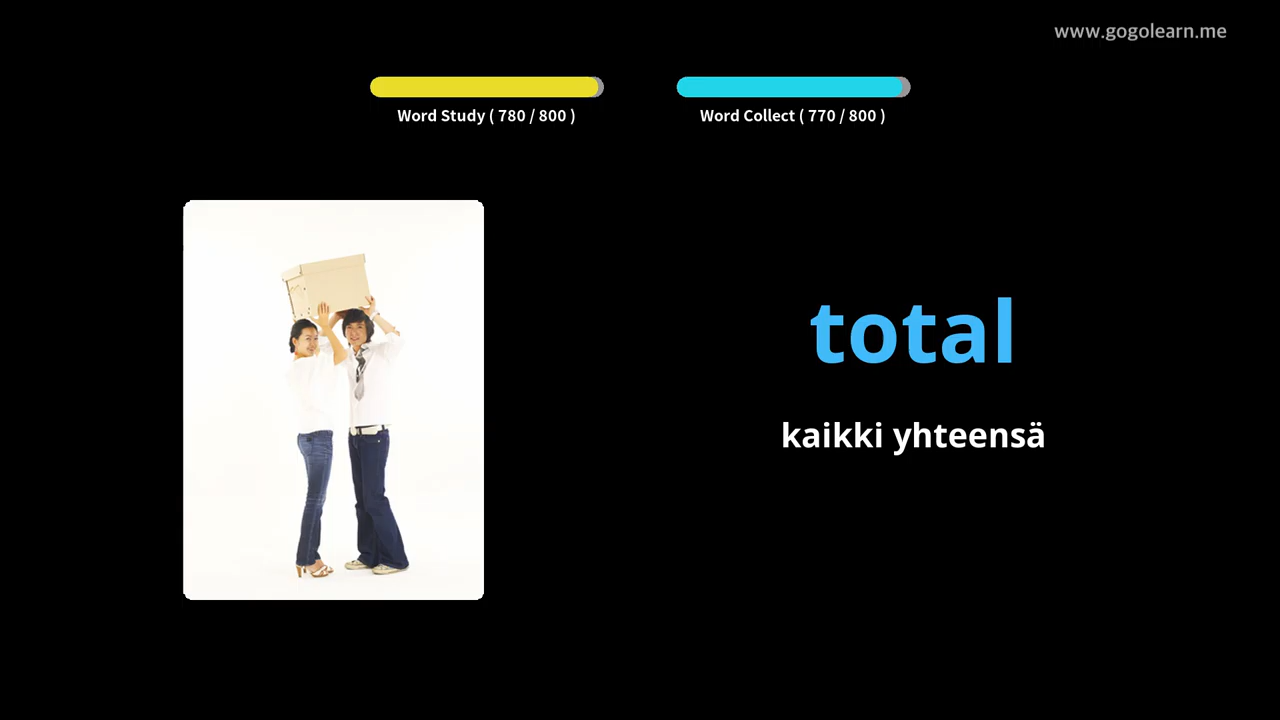 www.gogolearn.me
Word Study ( 780 / 800 )
Word Collect ( 770 / 800 )
total
kaikki yhteensä